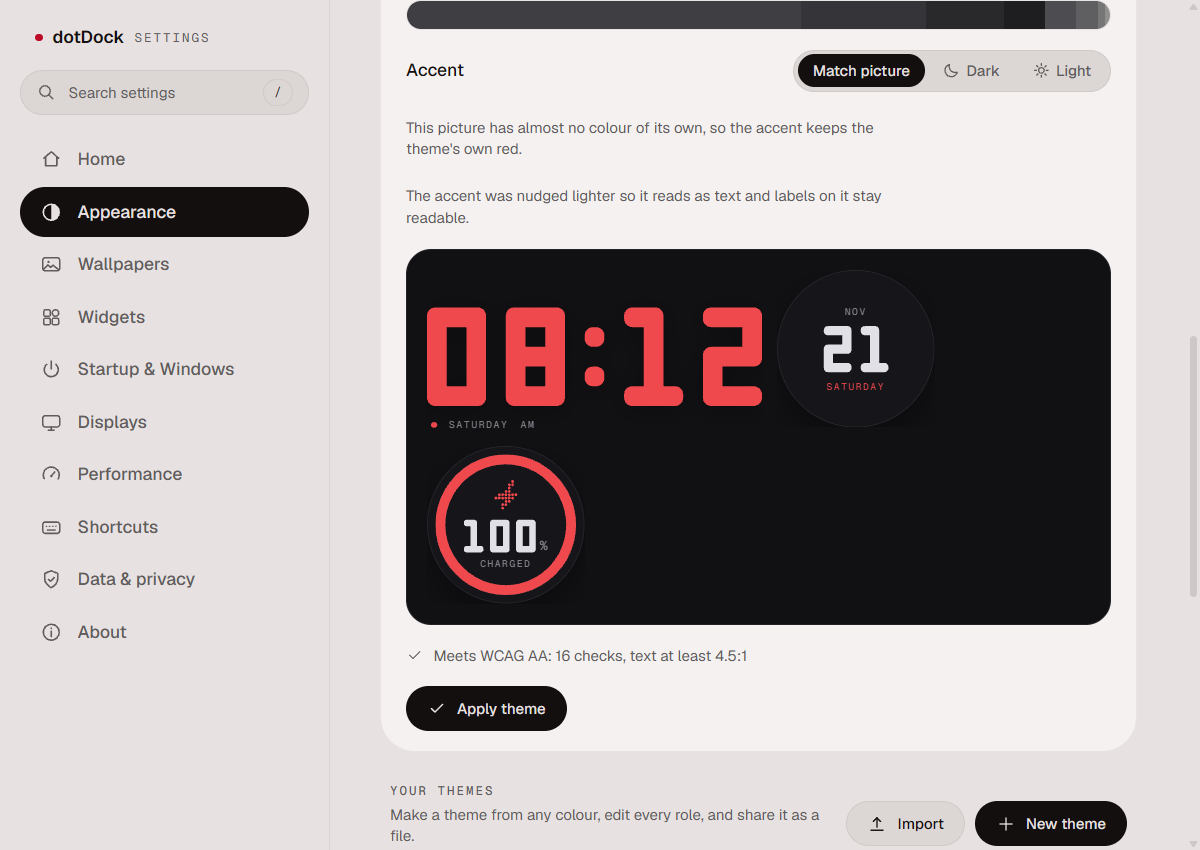 dotDock SETTINGS
Search settings /
Home
Appearance
Wallpapers
Widgets
Startup & Windows
Displays
Performance
Shortcuts
Data & privacy
About
Accent
Match picture Dark Light
This picture has almost no colour of its own, so the accent keeps the
theme's own red.
The accent was nudged lighter so it reads as text and labels on it stay
readable.
08:12
SATURDAY AM
NOV
21
SATURDAY
100%
CHARGED
Meets WCAG AA: 16 checks, text at least 4.5:1
Apply theme
YOUR THEMES
Make a theme from any colour, edit every role, and share it as a
file.
Import
New theme